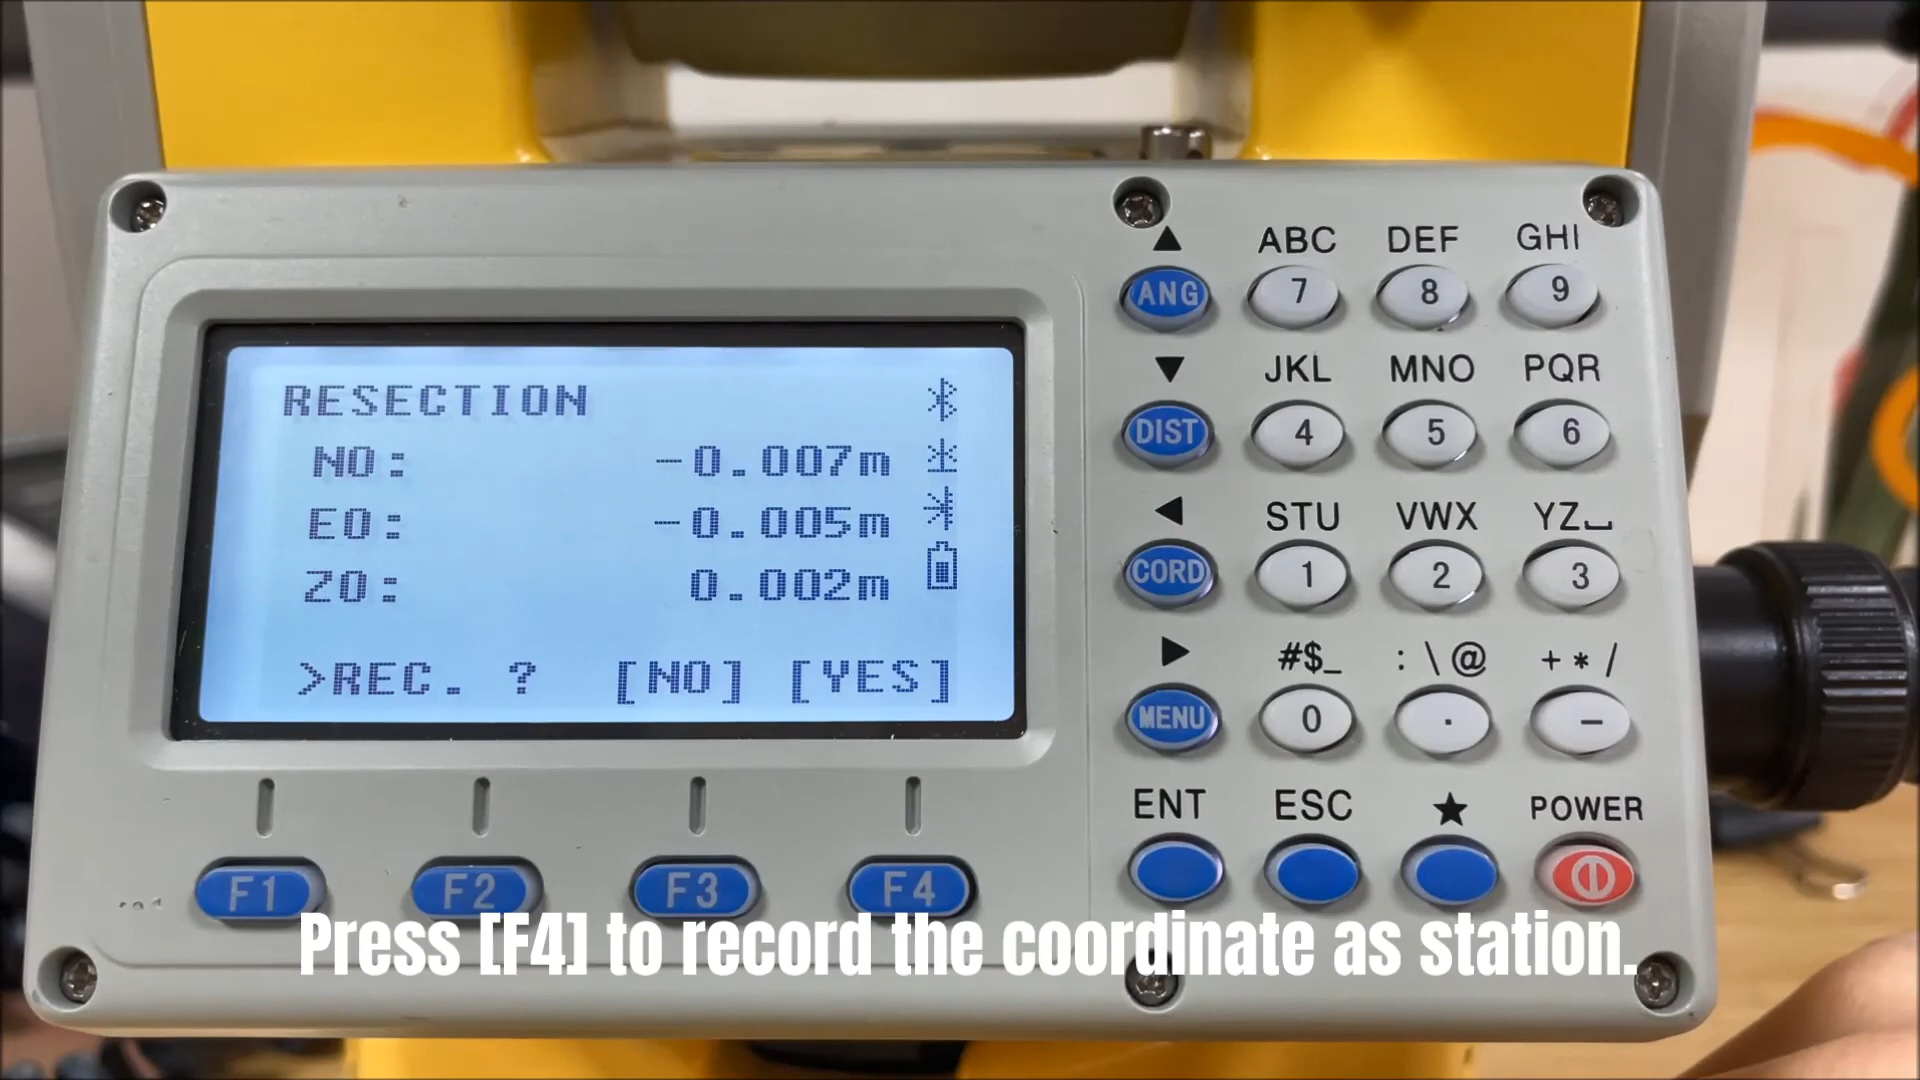 RESECTION
N0: -0.007m
E0: -0.005m
Z0: 0.002m
>REC. ? [NO] [YES]
▲ ABC DEF GHI
ANG 7 8 9
▼ JKL MNO PQR
DIST 4 5 6
◀ STU VWX YZ⎵
CORD 1 2 3
▶ #$_ :\@ +*/
MENU 0 . -
ENT ESC ★ POWER
F1 F2 F3 F4
Press [F4] to record the coordinate as station.